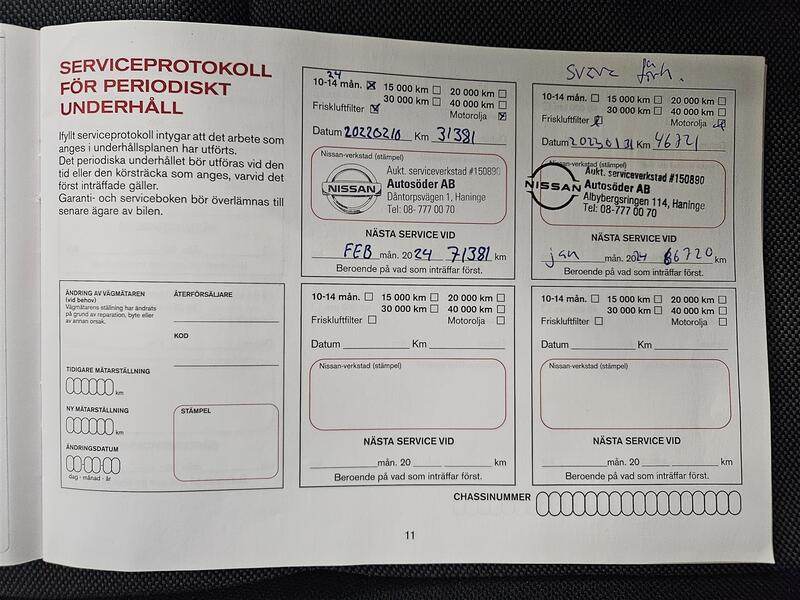 SERVICEPROTOKOLL
FÖR PERIODISKT
UNDERHÅLL
Ifyllt serviceprotokoll intygar att det arbete som
anges i underhållsplanen har utförts.
Det periodiska underhållet bör utföras vid den
tid eller den körsträcka som anges, varvid det
först inträffade gäller.
Garanti- och serviceboken bör överlämnas till
senare ägare av bilen.
ÄNDRING AV VÄGMÄTAREN
(vid behov)
Vägmätarens ställning har ändrats
på grund av reparation, byte eller
av annan orsak.
TIDIGARE MÄTARSTÄLLNING
km
NY MÄTARSTÄLLNING
km
ÄNDRINGSDATUM
dag - månad - år
ÅTERFÖRSÄLJARE
KOD
STÄMPEL
24
10-14 mån. 15 000 km 20 000 km
30 000 km 40 000 km
Friskluftfilter Motorolja
Datum 20220210 Km 31381
Nissan-verkstad (stämpel)
NISSAN
Aukt. serviceverkstad #150890
Autosöder AB
Dåntorpsvägen 1, Haninge
Tel: 08-777 00 70
NÄSTA SERVICE VID
FEB mån. 2024 71381 km
Beroende på vad som inträffar först.
10-14 mån. 15 000 km 20 000 km
30 000 km 40 000 km
Friskluftfilter Motorolja
Datum Km
Nissan-verkstad (stämpel)
NÄSTA SERVICE VID
mån. 20 km
Beroende på vad som inträffar först.
10-14 mån. 15 000 km 20 000 km
30 000 km 40 000 km
Friskluftfilter Motorolja
Datum 20230131 Km 46721
Nissan-verkstad (stämpel)
NISSAN
Aukt. serviceverkstad #150890
Autosöder AB
Albybergsringen 114, Haninge
Tel: 08-777 00 70
NÄSTA SERVICE VID
jan mån. 2024 66720 km
Beroende på vad som inträffar först.
10-14 mån. 15 000 km 20 000 km
30 000 km 40 000 km
Friskluftfilter Motorolja
Datum Km
Nissan-verkstad (stämpel)
NÄSTA SERVICE VID
mån. 20 km
Beroende på vad som inträffar först.
CHASSINUMMER
11